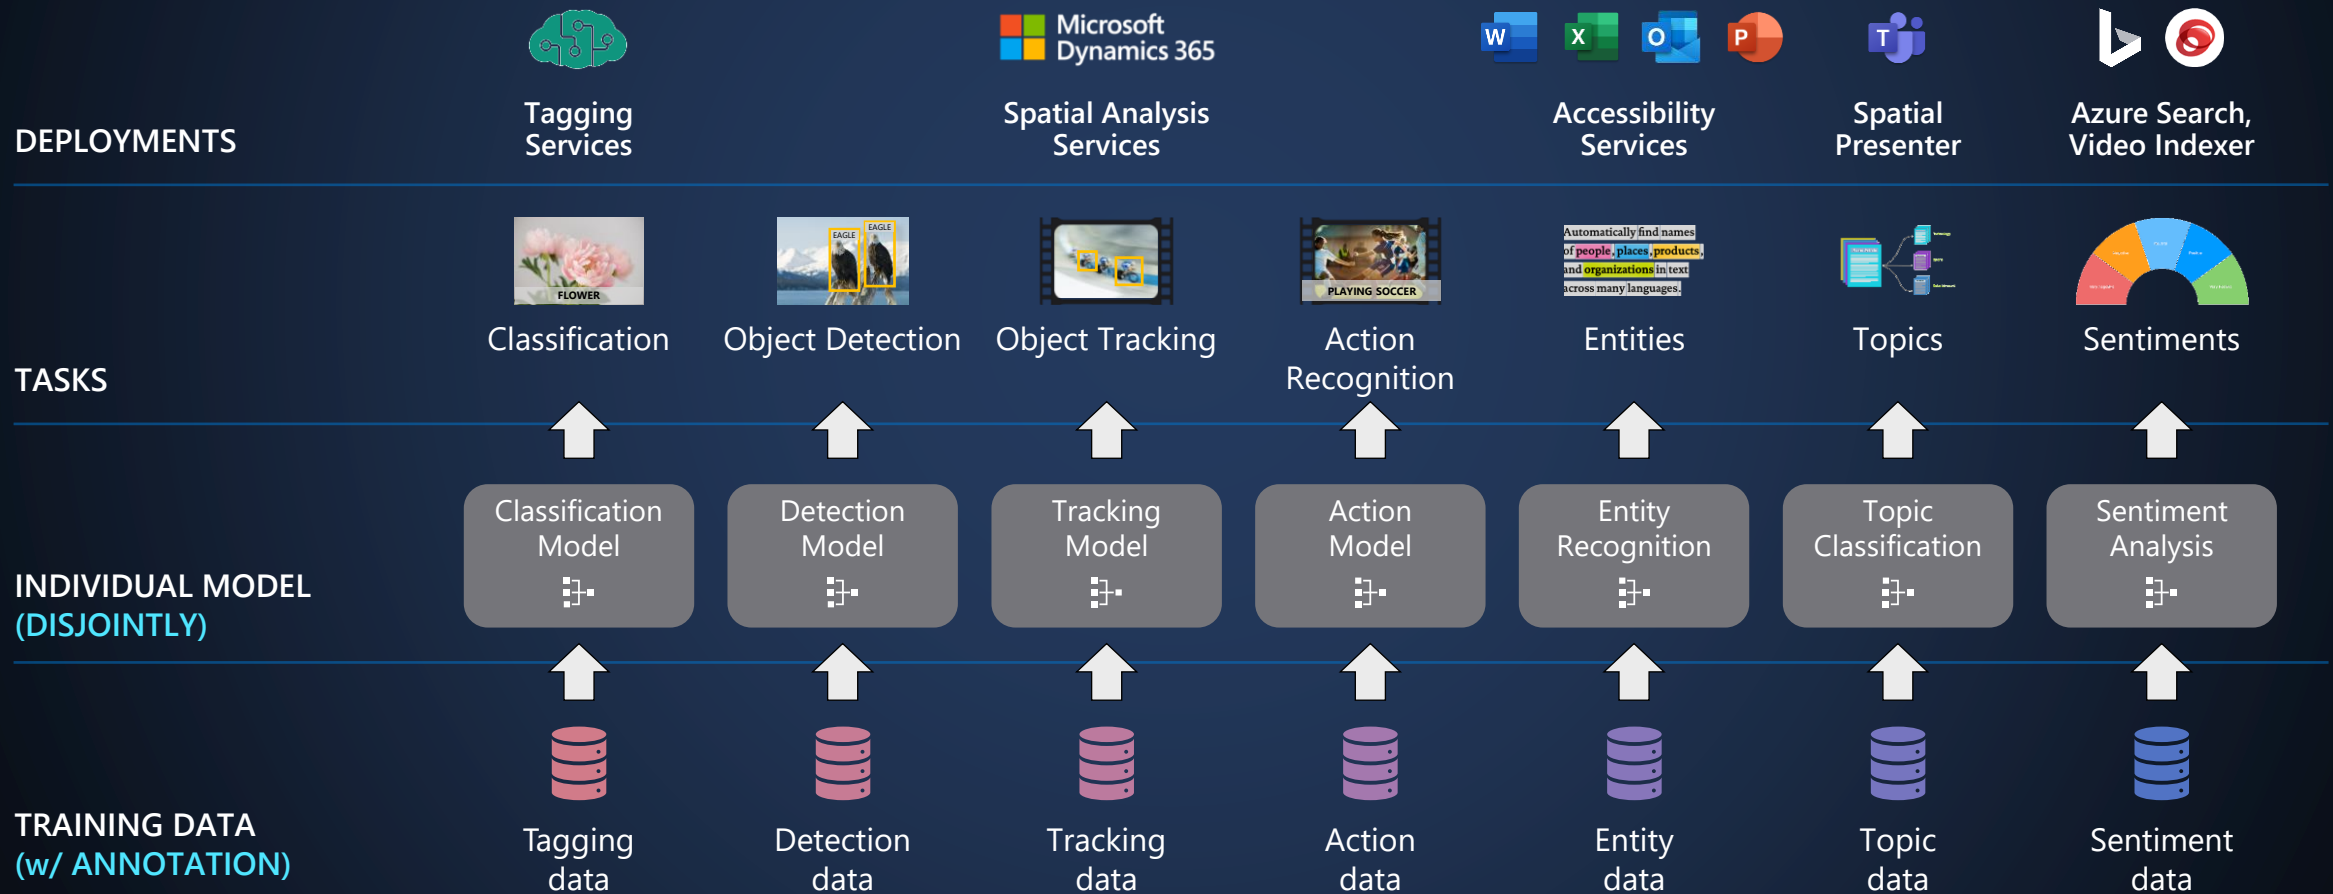 Microsoft
Dynamics 365
W
X
O
P
T
DEPLOYMENTS
Tagging
Services
Spatial Analysis
Services
Accessibility
Services
Spatial
Presenter
Azure Search,
Video Indexer
FLOWER
EAGLE
EAGLE
PLAYING SOCCER
Automatically find names
of people, places, products,
and organizations in text
across many languages.
TASKS
Classification
Object Detection
Object Tracking
Action
Recognition
Entities
Topics
Sentiments
INDIVIDUAL MODEL
(DISJOINTLY)
Classification
Model
Detection
Model
Tracking
Model
Action
Model
Entity
Recognition
Topic
Classification
Sentiment
Analysis
TRAINING DATA
(w/ ANNOTATION)
Tagging
data
Detection
data
Tracking
data
Action
data
Entity
data
Topic
data
Sentiment
data